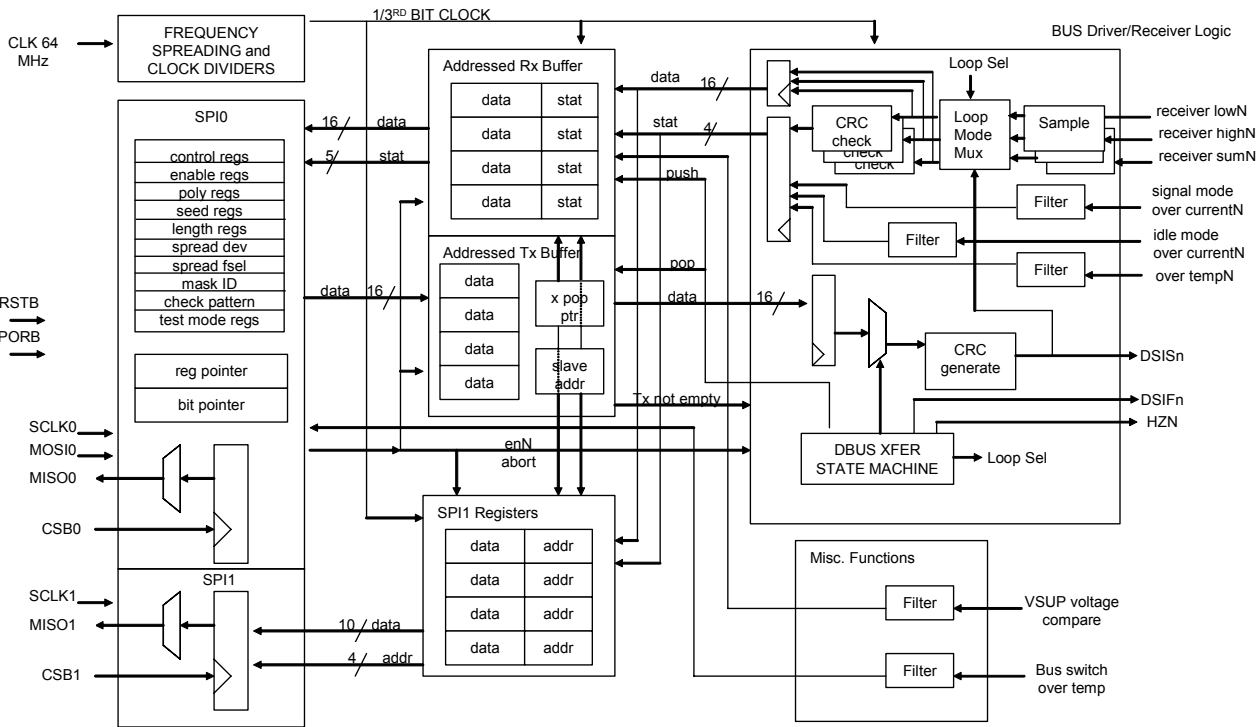 1/3RD BIT CLOCK
CLK 64
MHz
FREQUENCY
SPREADING and
CLOCK DIVIDERS
BUS Driver/Receiver Logic
SPI0
control regs
enable regs
poly regs
seed regs
length regs
spread dev
spread fsel
mask ID
check pattern
test mode regs
reg pointer
bit pointer
RSTB
PORB
SCLK0
MOSI0
MISO0
CSB0
SPI1
SCLK1
MISO1
CSB1
16 data
5 stat
data 16
10 data
4 addr
Addressed Rx Buffer
data stat
data stat
data stat
data stat
Addressed Tx Buffer
data
data
data
data
x pop
ptr
slave
addr
data 16
stat 4
push
pop
data 16
Tx not empty
enN
abort
SPI1 Registers
data addr
data addr
data addr
data addr
Loop Sel
CRC
check
check
check
Loop
Mode
Mux
Sample
receiver lowN
receiver highN
receiver sumN
Filter
signal mode
over currentN
Filter
idle mode
over currentN
Filter
over tempN
CRC
generate
DSISn
DSIFn
HZN
DBUS XFER
STATE MACHINE
Loop Sel
Misc. Functions
Filter
VSUP voltage
compare
Filter
Bus switch
over temp